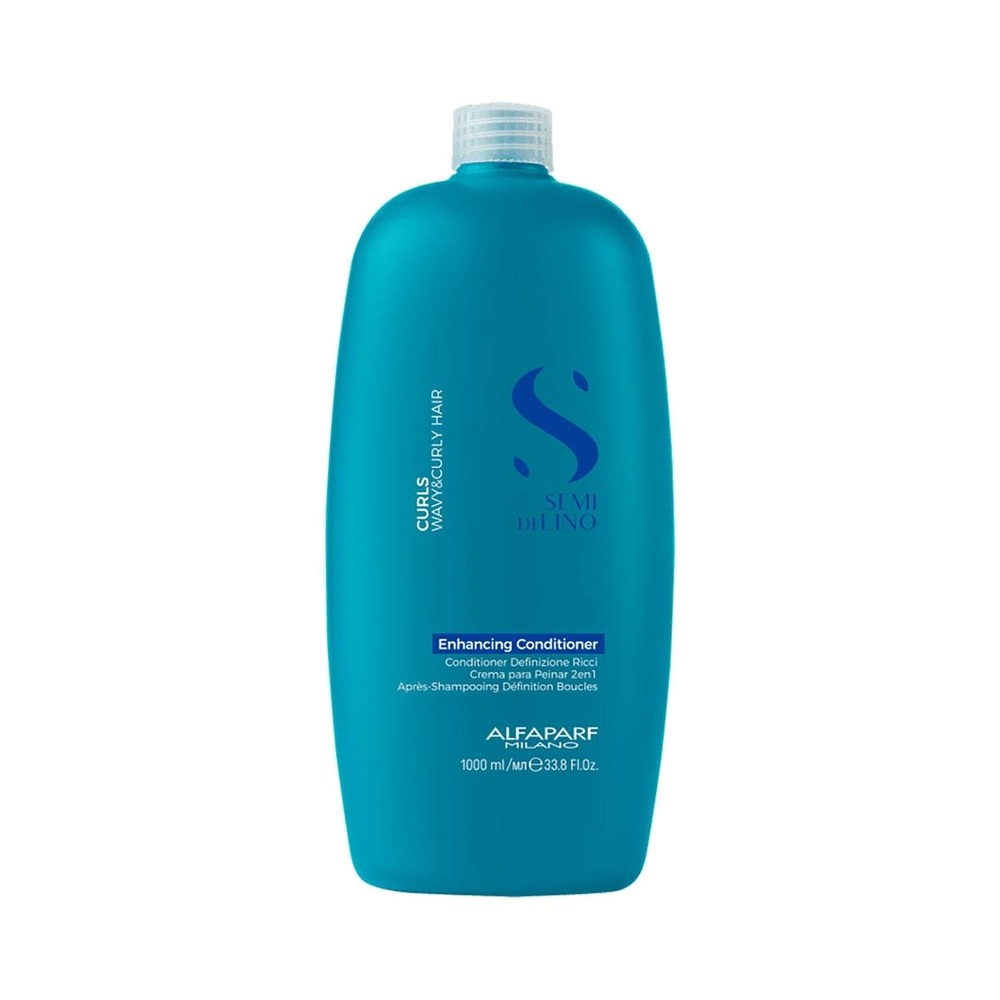 CURLS
WAVY&CURLY HAIR
SEMI
DI LINO
Enhancing Conditioner
Conditioner Definizione Ricci
Crema para Peinar 2en1
Après-Shampooing Définition Boucles
ALFAPARF
MILANO
1000 ml/мл℮33.8 Fl.Oz.